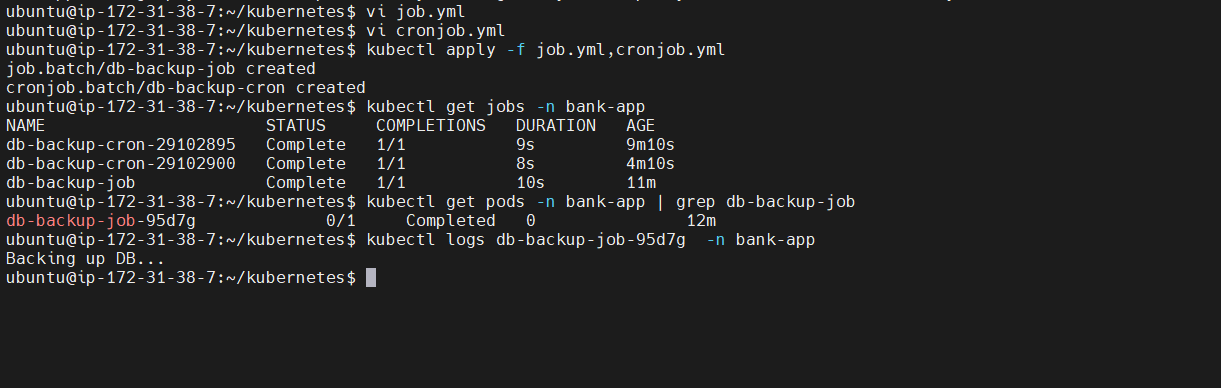 ubuntu@ip-172-31-38-7:~/kubernetes$ vi job.yml
ubuntu@ip-172-31-38-7:~/kubernetes$ vi cronjob.yml
ubuntu@ip-172-31-38-7:~/kubernetes$ kubectl apply -f job.yml,cronjob.yml
job.batch/db-backup-job created
cronjob.batch/db-backup-cron created
ubuntu@ip-172-31-38-7:~/kubernetes$ kubectl get jobs -n bank-app
NAME                      STATUS     COMPLETIONS   DURATION   AGE
db-backup-cron-29102895   Complete   1/1           9s         9m10s
db-backup-cron-29102900   Complete   1/1           8s         4m10s
db-backup-job             Complete   1/1           10s        11m
ubuntu@ip-172-31-38-7:~/kubernetes$ kubectl get pods -n bank-app | grep db-backup-job
db-backup-job-95d7g             0/1     Completed   0               12m
ubuntu@ip-172-31-38-7:~/kubernetes$ kubectl logs db-backup-job-95d7g  -n bank-app
Backing up DB...
ubuntu@ip-172-31-38-7:~/kubernetes$